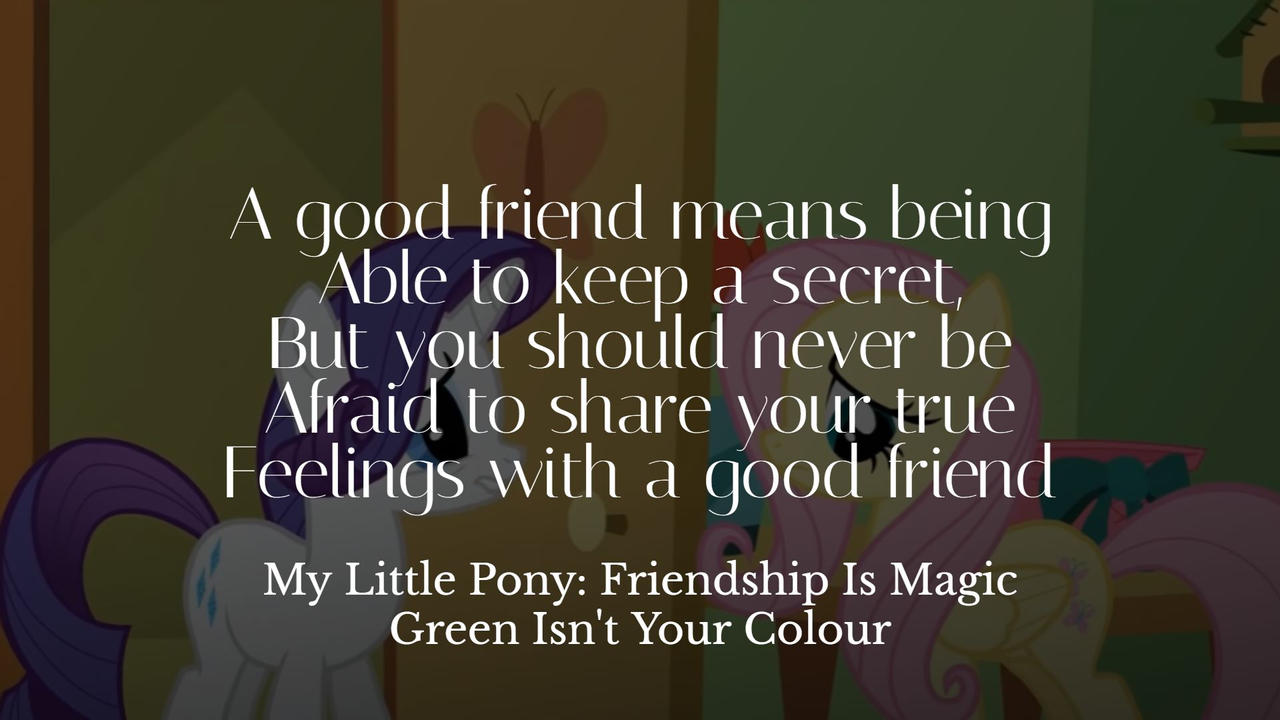 A good friend means being
Able to keep a secret,
But you should never be
Afraid to share your true
Feelings with a good friend
My Little Pony: Friendship Is Magic
Green Isn't Your Colour